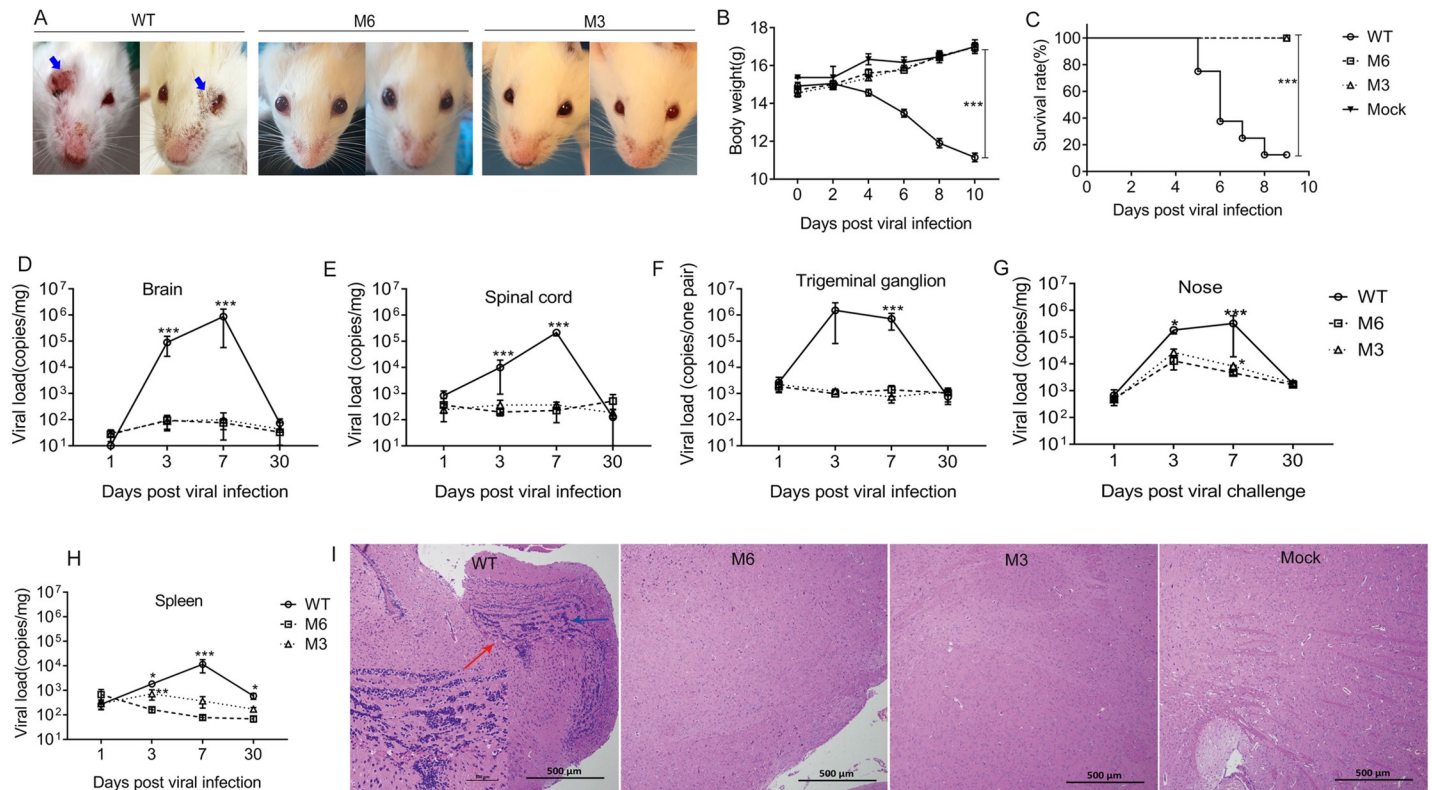 A
WT
M6
M3
B
Body weight(g)
18
16
14
12
10
0
2
4
6
8
10
***
Days post viral infection
C
Survival rate(%)
100
80
60
40
20
0
0
2
4
6
8
10
***
Days post viral infection
WT
M6
M3
Mock
D
Brain
Viral load(copies/mg)
10⁷
10⁶
10⁵
10⁴
10³
10²
10¹
***
***
1
3
7
30
Days post viral infection
E
Spinal cord
Viral load (copies/mg)
10⁷
10⁶
10⁵
10⁴
10³
10²
10¹
***
***
1
3
7
30
Days post viral infection
F
Trigeminal ganglion
Viral load (copies/one pair)
10⁷
10⁶
10⁵
10⁴
10³
10²
10¹
***
1
3
7
30
Days post viral infection
G
Nose
Viral load (copies/mg)
10⁷
10⁶
10⁵
10⁴
10³
10²
10¹
*
***
*
1
3
7
30
Days post viral challenge
WT
M6
M3
H
Spleen
Viral load(copies/mg)
10⁷
10⁶
10⁵
10⁴
10³
10²
10¹
*
**
***
*
1
3
7
30
Days post viral infection
WT
M6
M3
I
WT
500 µm
M6
500 µm
M3
500 µm
Mock
500 µm